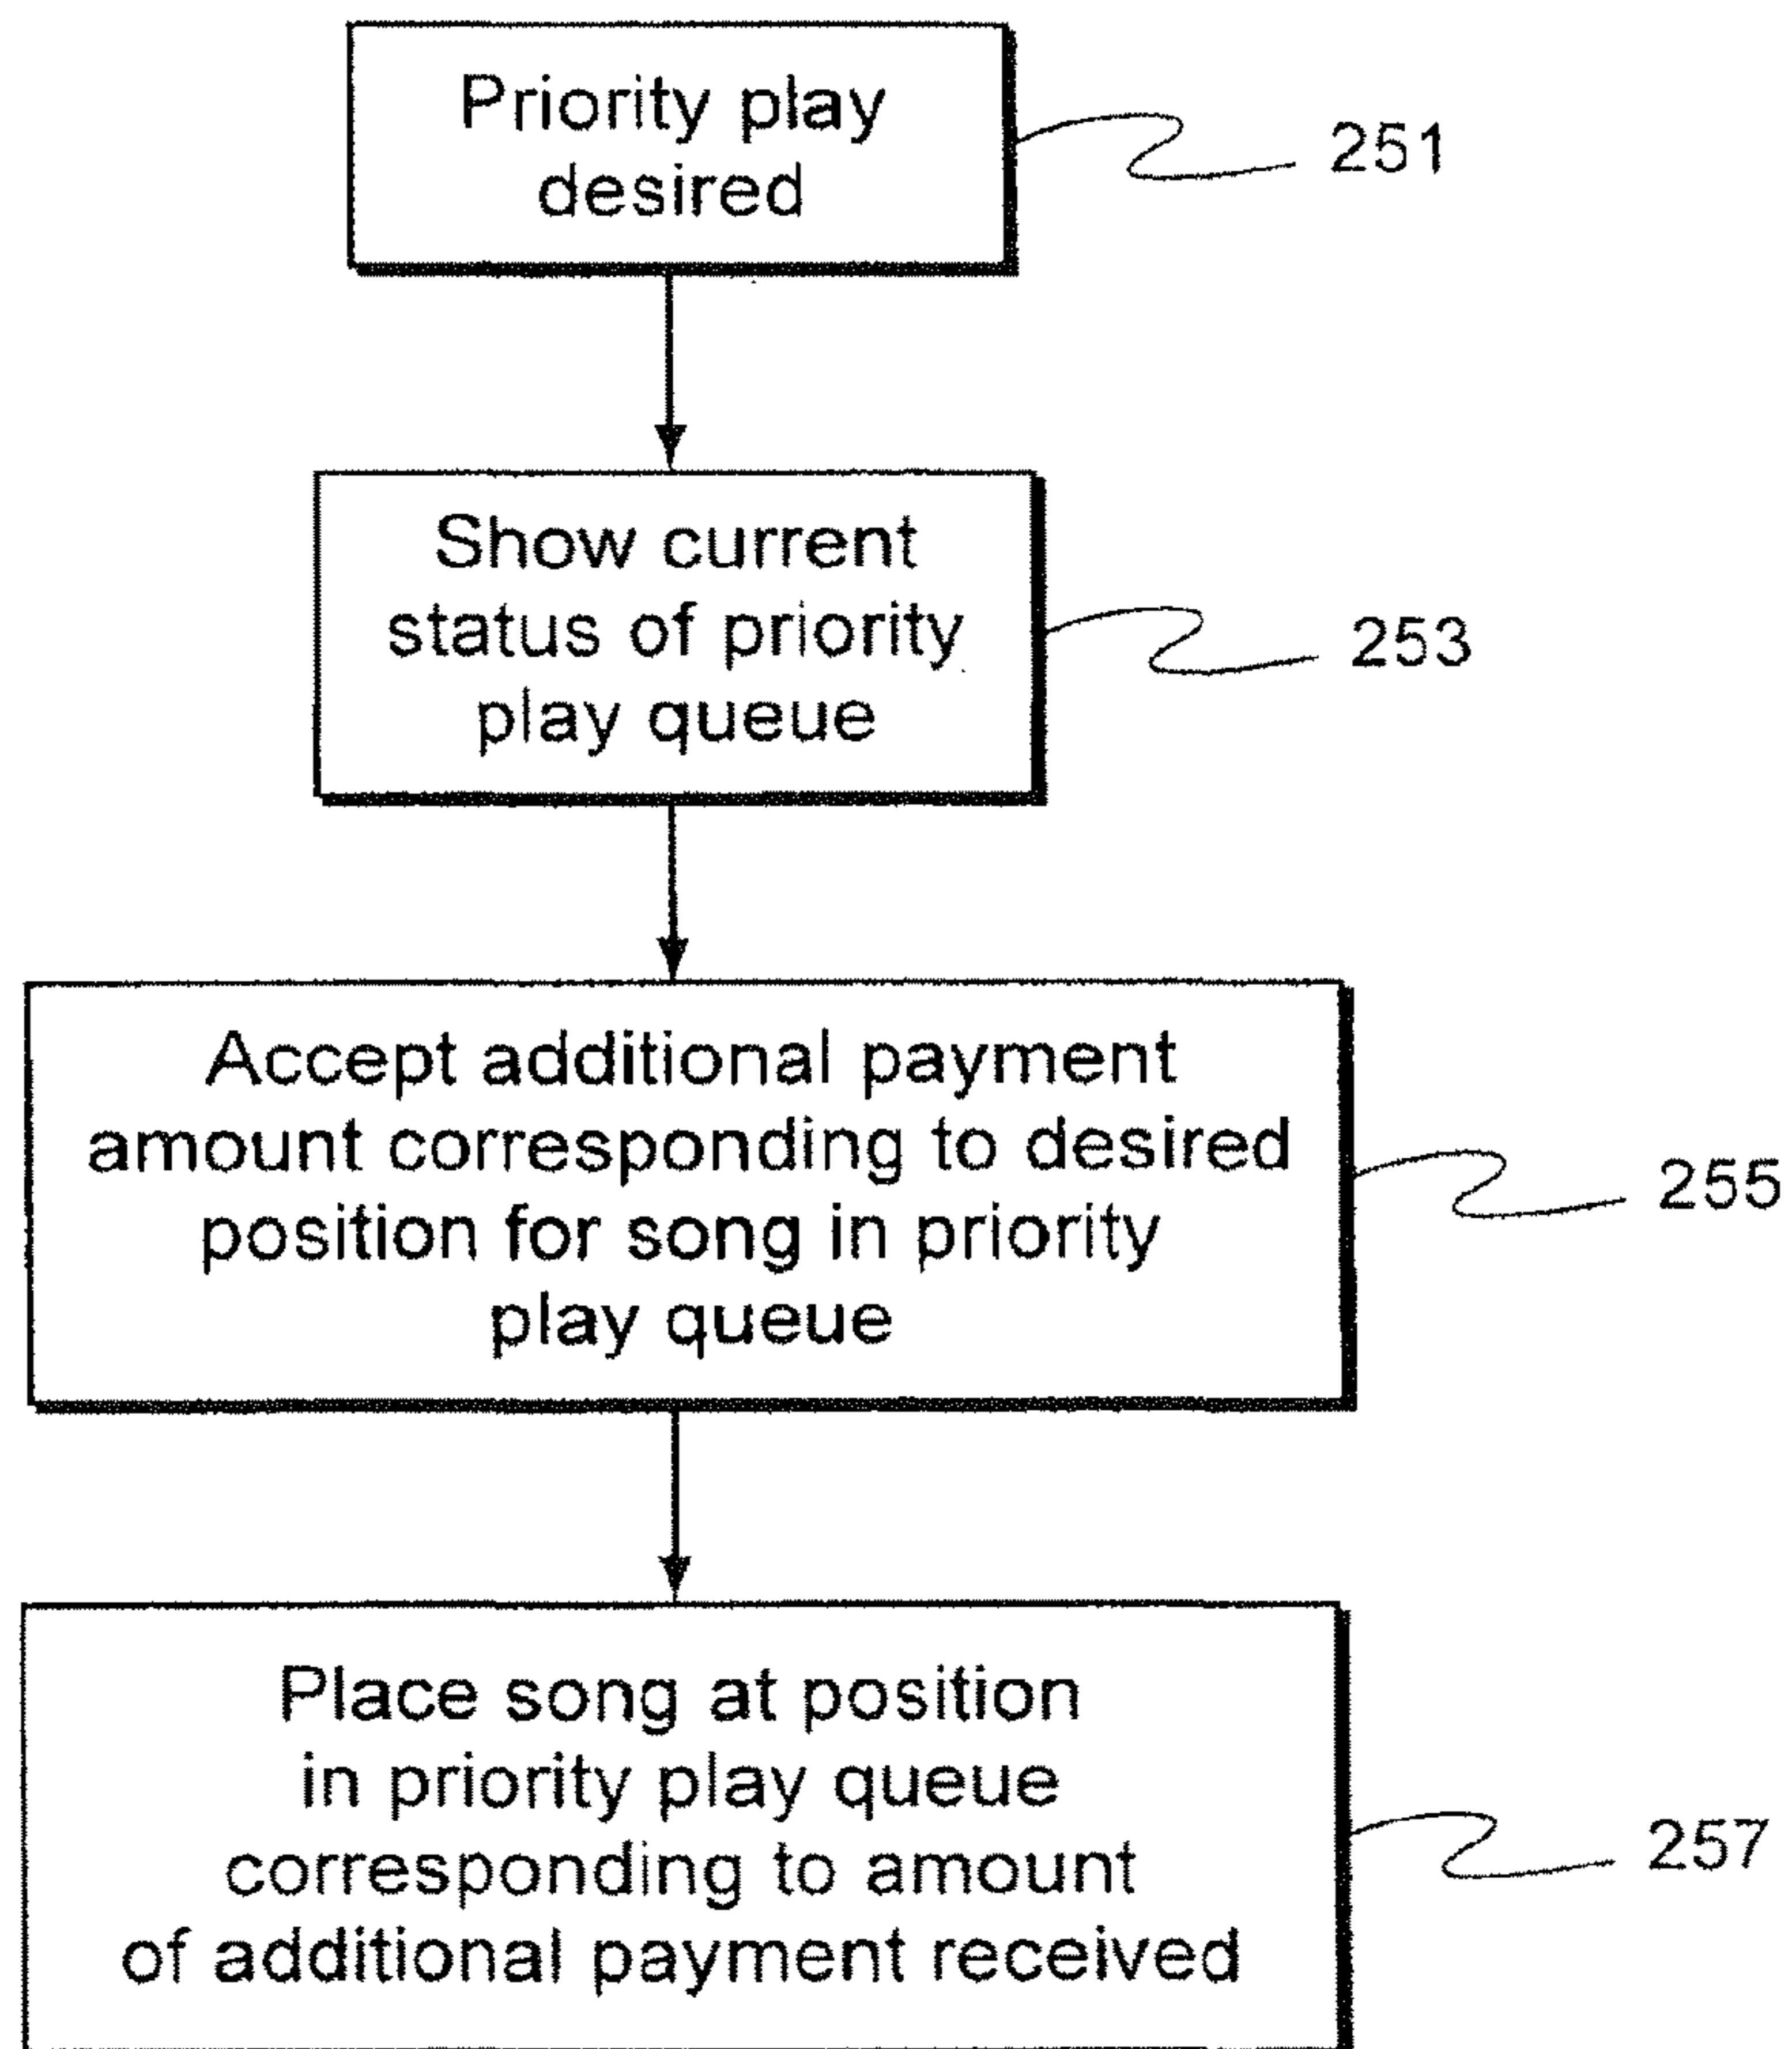 Priority play
desired
251
Show current
status of priority
play queue
253
Accept additional payment
amount corresponding to desired
position for song in priority
play queue
255
Place song at position
in priority play queue
corresponding to amount
of additional payment received
257